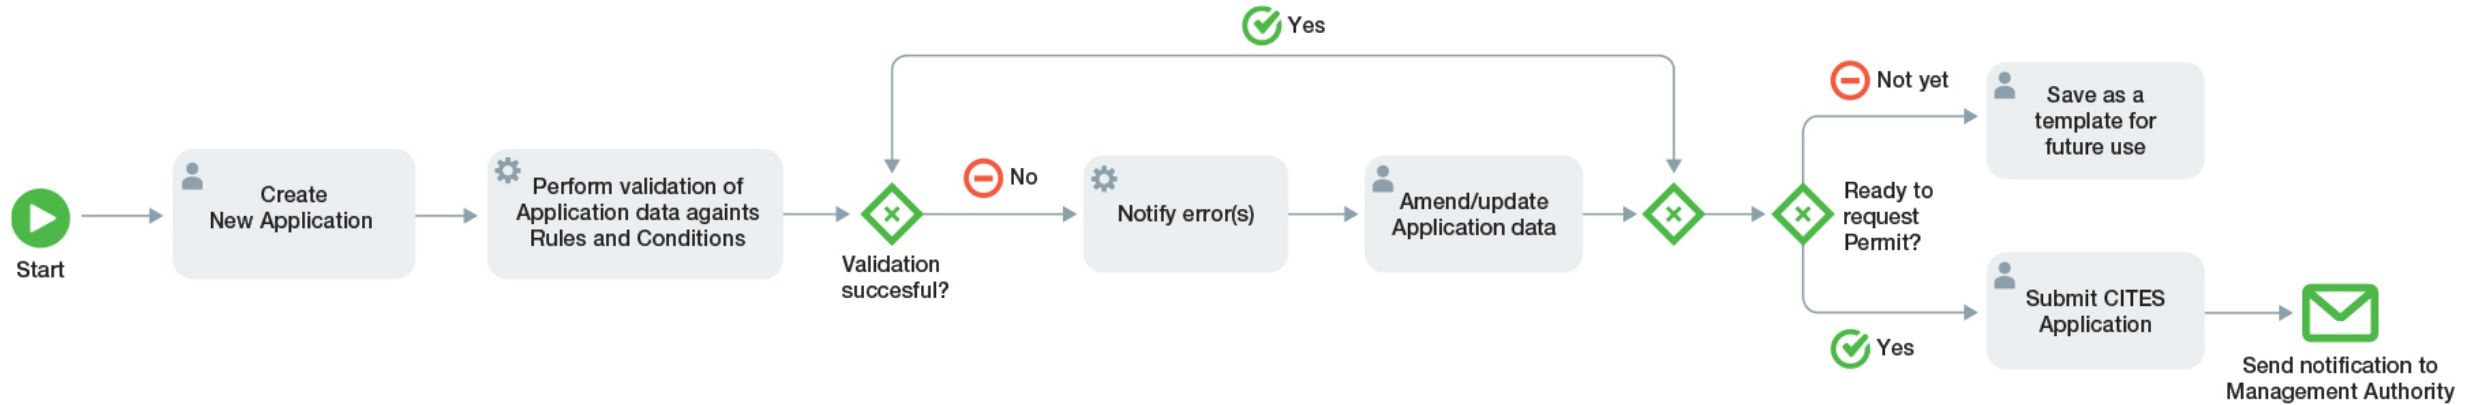 Start
Create
New Application
Perform validation of
Application data againts
Rules and Conditions
Validation
succesful?
Yes
No
Notify error(s)
Amend/update
Application data
Ready to
request
Permit?
Not yet
Save as a
template for
future use
Yes
Submit CITES
Application
Send notification to
Management Authority